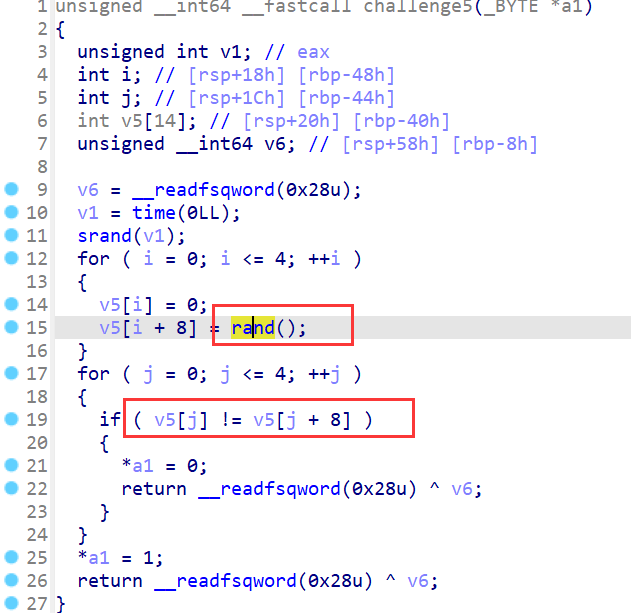 1 unsigned __int64 __fastcall challenge5(_BYTE *a1)
2 {
3 unsigned int v1; // eax
4 int i; // [rsp+18h] [rbp-48h]
5 int j; // [rsp+1Ch] [rbp-44h]
6 int v5[14]; // [rsp+20h] [rbp-40h]
7 unsigned __int64 v6; // [rsp+58h] [rbp-8h]
8
9 v6 = __readfsqword(0x28u);
10 v1 = time(0LL);
11 srand(v1);
12 for ( i = 0; i <= 4; ++i )
13 {
14 v5[i] = 0;
15 v5[i + 8] = rand();
16 }
17 for ( j = 0; j <= 4; ++j )
18 {
19 if ( v5[j] != v5[j + 8] )
20 {
21 *a1 = 0;
22 return __readfsqword(0x28u) ^ v6;
23 }
24 }
25 *a1 = 1;
26 return __readfsqword(0x28u) ^ v6;
27 }